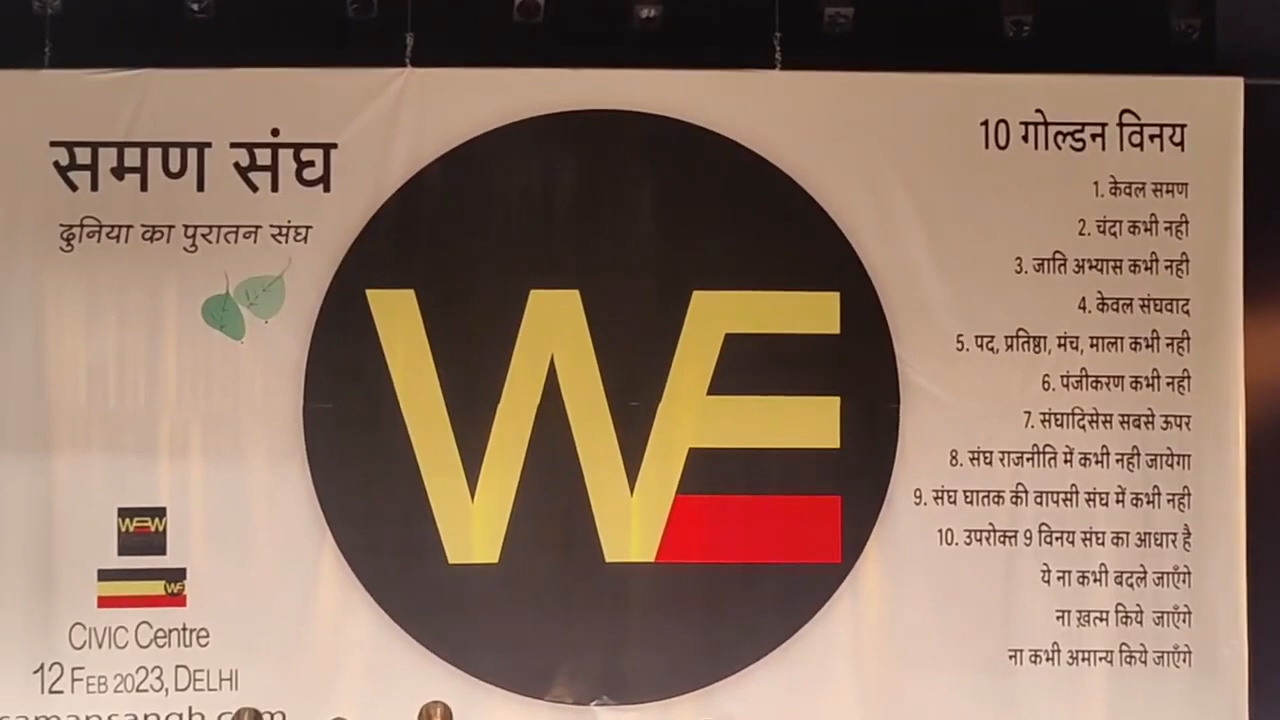 समण संघ
दुनिया का पुरातन संघ
WE
10 गोल्डन विनय
1. केवल समण
2. चंदा कभी नही
3. जाति अभ्यास कभी नही
4. केवल संघवाद
5. पद, प्रतिष्ठा, मंच, माला कभी नही
6. पंजीकरण कभी नही
7. संघादिसेस सबसे ऊपर
8. संघ राजनीति में कभी नही जायेगा
9. संघ घातक की वापसी संघ में कभी नही
10. उपरोक्त 9 विनय संघ का आधार है
ये ना कभी बदले जाएँगे
ना ख़त्म किये जाएँगे
ना कभी अमान्य किये जाएँगे
WEW
WE
CIVIC Centre
12 FEB 2023, DELHI